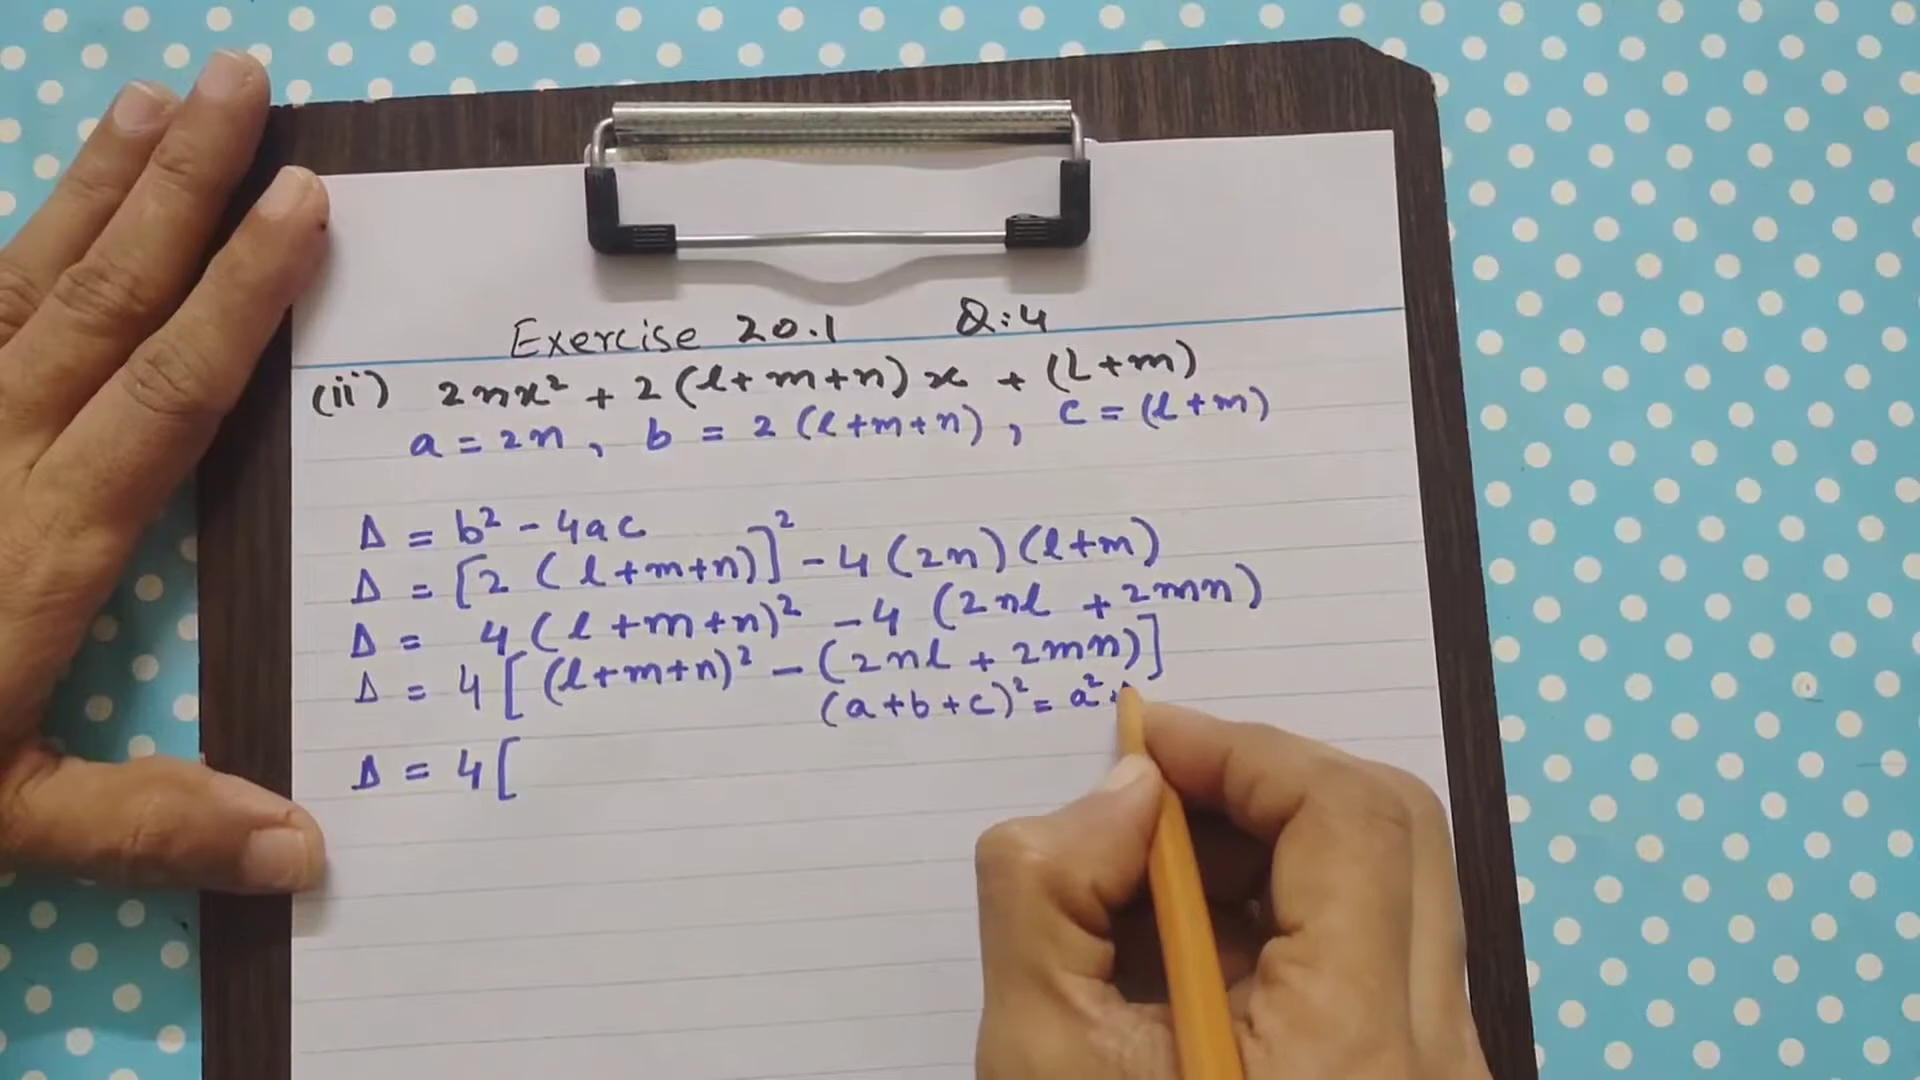 Exercise 20.1 Q:4
(ii) 2nx² + 2(l+m+n)x + (l+m)
a = 2n, b = 2(l+m+n), c = (l+m)
Δ = b² - 4ac
Δ = [2(l+m+n)]² - 4(2n)(l+m)
Δ = 4(l+m+n)² - 4(2nl + 2mn)
Δ = 4[(l+m+n)² - (2nl + 2mn)]
(a+b+c)² = a² +
Δ = 4[